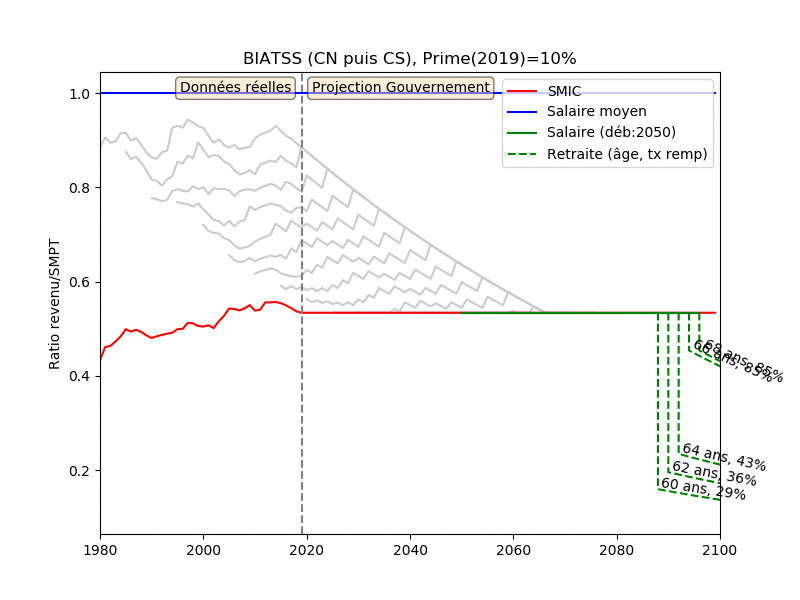 BIATSS (CN puis CS), Prime(2019)=10%
Données réelles
Projection Gouvernement
SMIC
Salaire moyen
Salaire (déb:2050)
Retraite (âge, tx remp)
Ratio revenu/SMPT
1.0
0.8
0.6
0.4
0.2
66 ans, 85%
68 ans, 85%
64 ans, 43%
62 ans, 36%
60 ans, 29%
1980
2000
2020
2040
2060
2080
2100